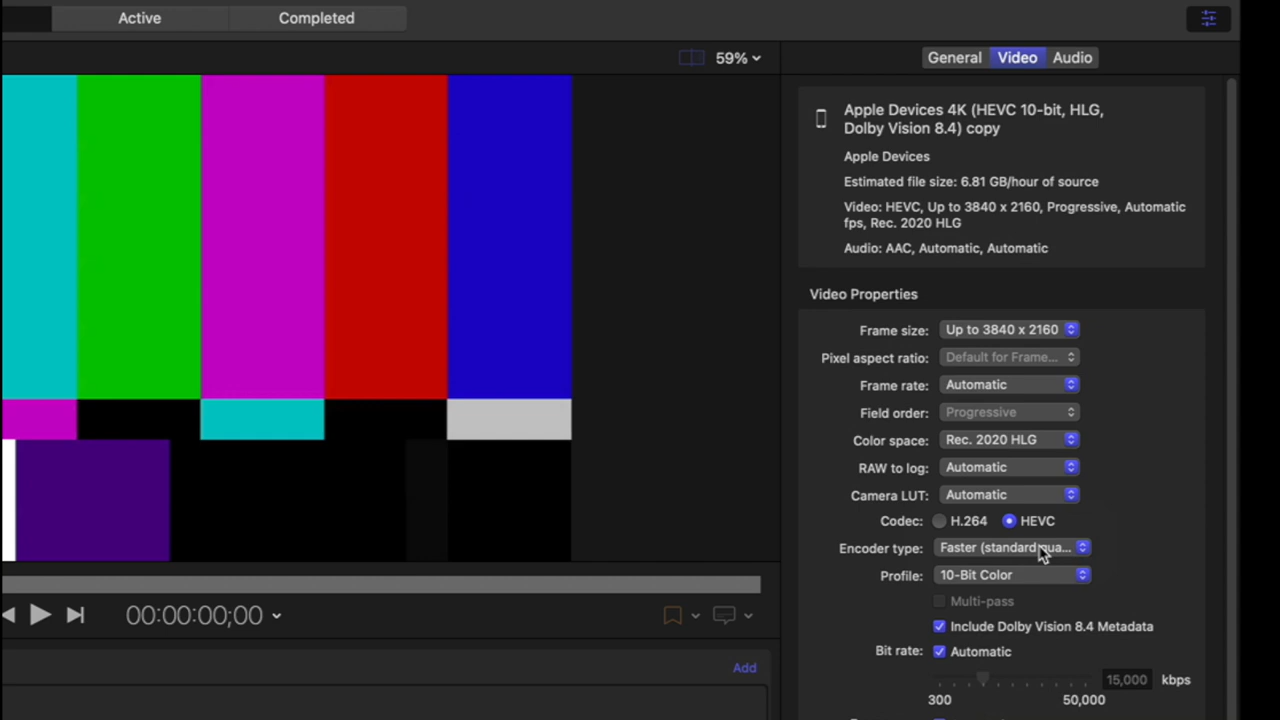 Active
Completed
59%
General
Video
Audio
Apple Devices 4K (HEVC 10-bit, HLG,
Dolby Vision 8.4) copy
Apple Devices
Estimated file size: 6.81 GB/hour of source
Video: HEVC, Up to 3840 x 2160, Progressive, Automatic
fps, Rec. 2020 HLG
Audio: AAC, Automatic, Automatic
Video Properties
Frame size: Up to 3840 x 2160
Pixel aspect ratio: Default for Frame...
Frame rate: Automatic
Field order: Progressive
Color space: Rec. 2020 HLG
RAW to log: Automatic
Camera LUT: Automatic
Codec: H.264 HEVC
Encoder type: Faster (standard qua...
Profile: 10-Bit Color
Multi-pass
Include Dolby Vision 8.4 Metadata
Bit rate: Automatic
15,000 kbps
300 50,000
00:00:00;00
Add